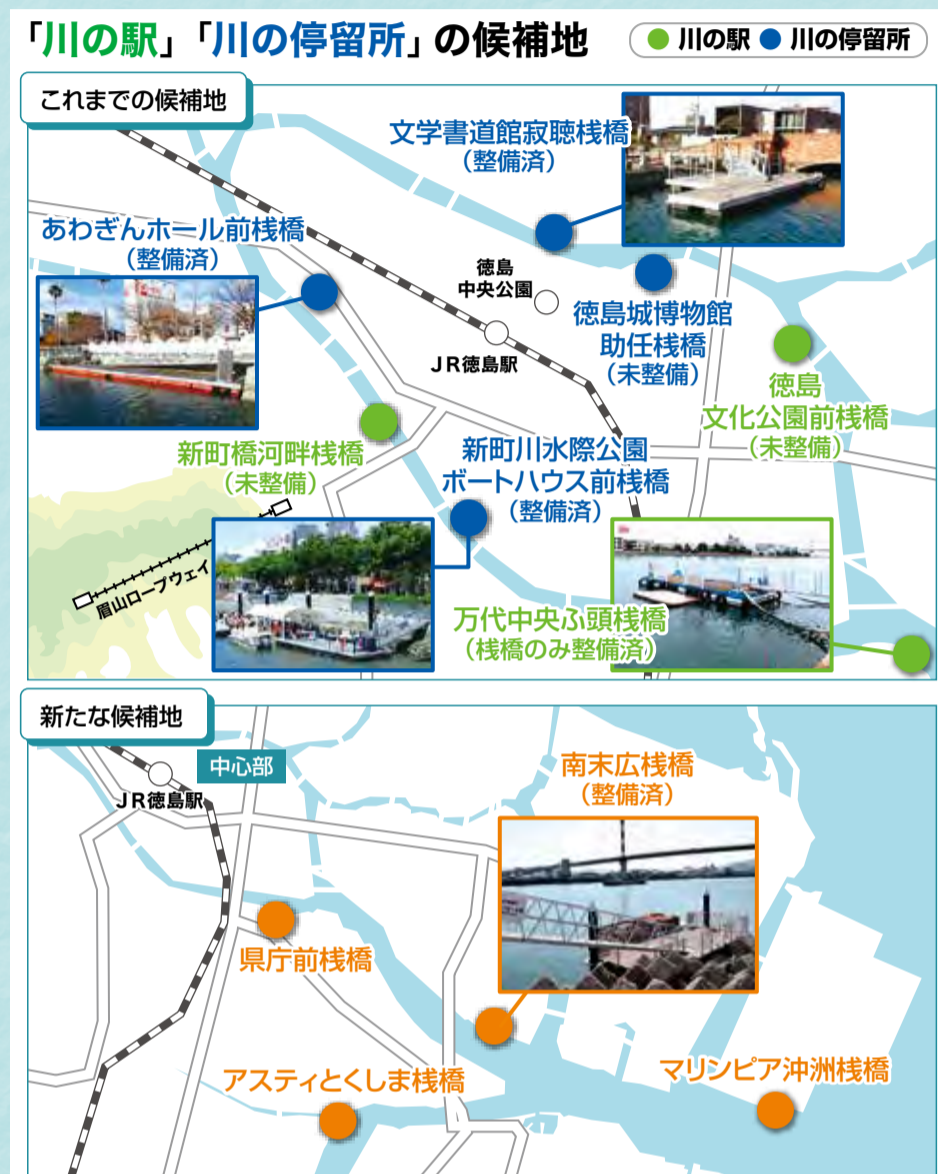 「川の駅」「川の停留所」の候補地
川の駅 川の停留所
これまでの候補地
文学書道館寂聴桟橋
（整備済）
あわぎんホール前桟橋
（整備済）
徳島
中央公園
徳島城博物館
助任桟橋
（未整備）
JR徳島駅
徳島
文化公園前桟橋
（未整備）
新町橋河畔桟橋
（未整備）
新町川水際公園
ボートハウス前桟橋
（整備済）
眉山ロープウェイ
万代中央ふ頭桟橋
（桟橋のみ整備済）
新たな候補地
中心部
JR徳島駅
南末広桟橋
（整備済）
県庁前桟橋
アスティとくしま桟橋
マリンピア沖洲桟橋